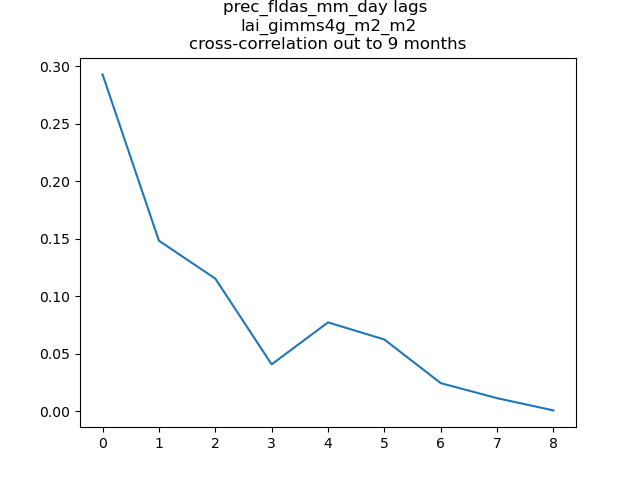 prec_fldas_mm_day lags
lai_gimms4g_m2_m2
cross-correlation out to 9 months
0.30
0.25
0.20
0.15
0.10
0.05
0.00
0 1 2 3 4 5 6 7 8